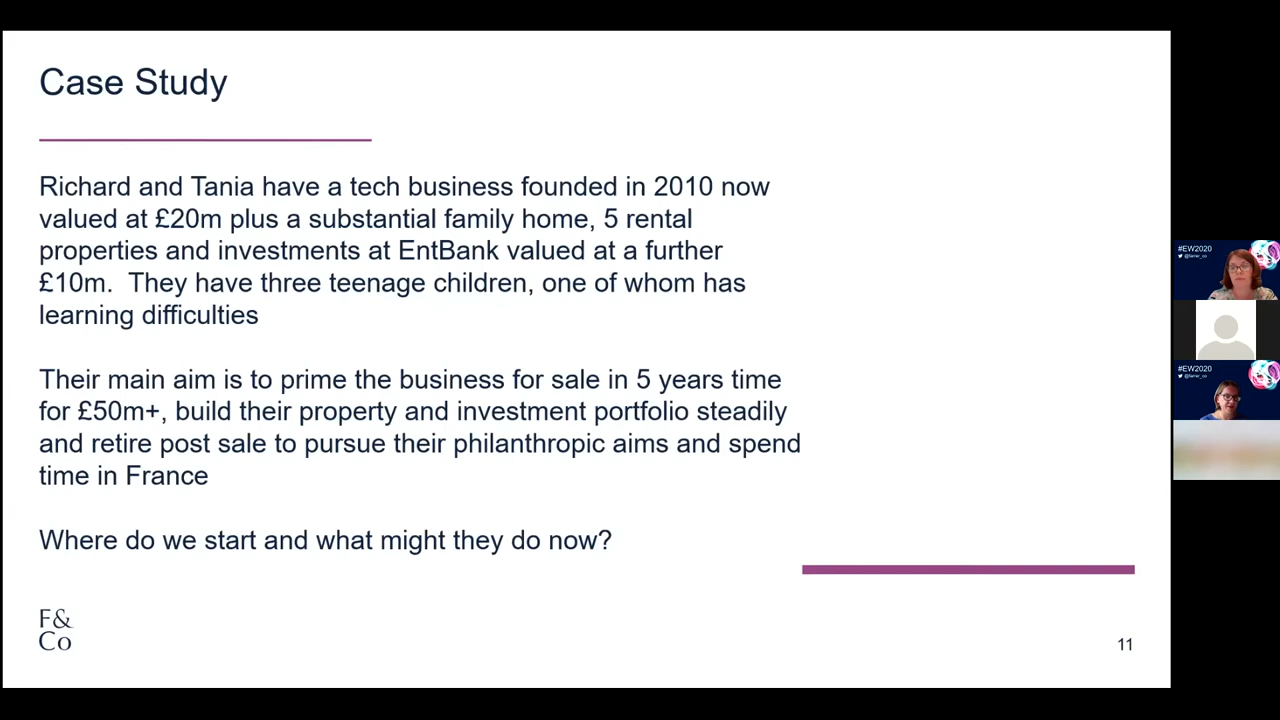 Case Study
Richard and Tania have a tech business founded in 2010 now
valued at £20m plus a substantial family home, 5 rental
properties and investments at EntBank valued at a further
£10m.  They have three teenage children, one of whom has
learning difficulties
Their main aim is to prime the business for sale in 5 years time
for £50m+, build their property and investment portfolio steadily
and retire post sale to pursue their philanthropic aims and spend
time in France
Where do we start and what might they do now?
F&
Co
11
#EW2020
@farrer_co
#EW2020
@farrer_co